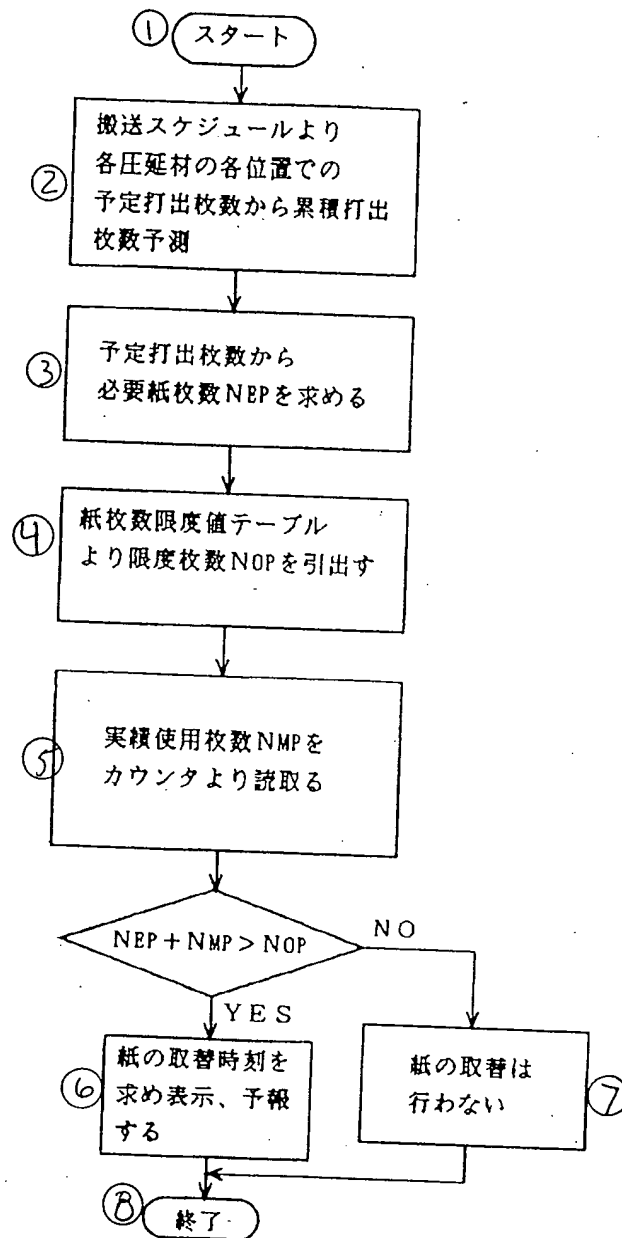 ① スタート
搬送スケジュールより
② 各圧延材の各位置での
予定打出枚数から累積打出
枚数予測
③ 予定打出枚数から
必要紙枚数NEPを求める
④ 紙枚数限度値テーブル
より限度枚数NOPを引出す
⑤ 実績使用枚数NMPを
カウンタより読取る
NEP+NMP>NOP
NO
YES
⑥ 紙の取替時刻を
求め表示、予報
する
紙の取替は
行わない ⑦
⑧ 終了